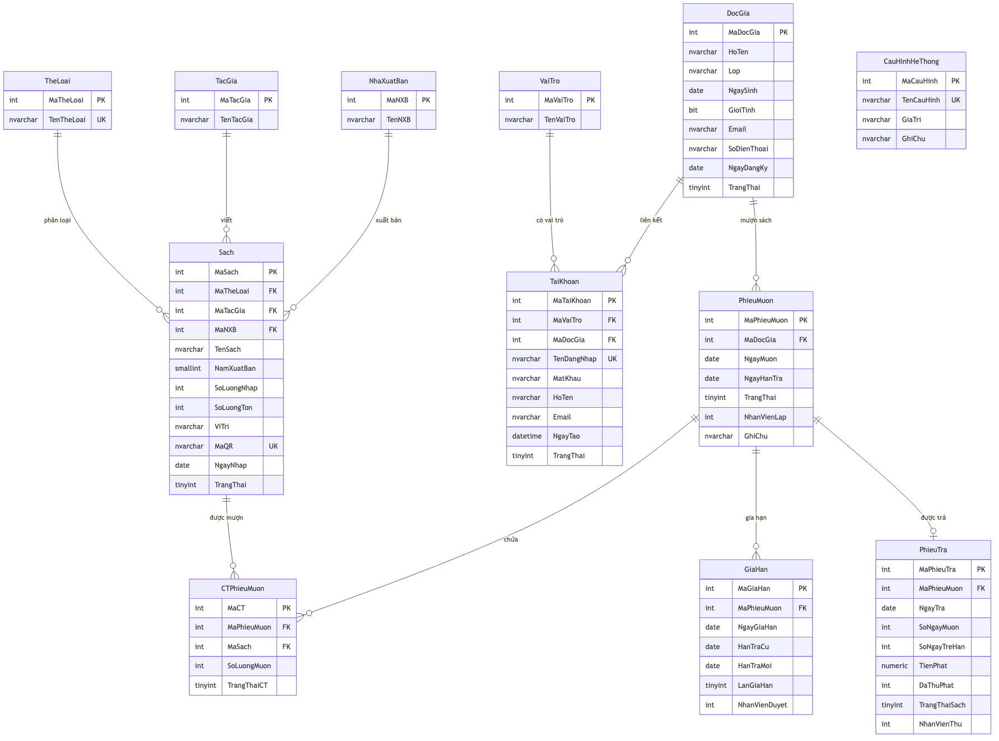 DocGia
int MaDocGia PK
nvarchar HoTen
nvarchar Lop
date NgaySinh
bit GioiTinh
nvarchar Email
nvarchar SoDienThoai
date NgayDangKy
tinyint TrangThai
CauHinhHeThong
int MaCauHinh PK
nvarchar TenCauHinh UK
nvarchar GiaTri
nvarchar GhiChu
TheLoai
int MaTheLoai PK
nvarchar TenTheLoai UK
TacGia
int MaTacGia PK
nvarchar TenTacGia
NhaXuatBan
int MaNXB PK
nvarchar TenNXB
VaiTro
int MaVaiTro PK
nvarchar TenVaiTro
phân loại
viết
xuất bản
có vai trò
liên kết
mượn sách
Sach
int MaSach PK
int MaTheLoai FK
int MaTacGia FK
int MaNXB FK
nvarchar TenSach
smallint NamXuatBan
int SoLuongNhap
int SoLuongTon
nvarchar ViTri
nvarchar MaQR UK
date NgayNhap
tinyint TrangThai
TaiKhoan
int MaTaiKhoan PK
int MaVaiTro FK
int MaDocGia FK
nvarchar TenDangNhap UK
nvarchar MatKhau
nvarchar HoTen
nvarchar Email
datetime NgayTao
tinyint TrangThai
PhieuMuon
int MaPhieuMuon PK
int MaDocGia FK
date NgayMuon
date NgayHanTra
tinyint TrangThai
int NhanVienLap
nvarchar GhiChu
được mượn
chứa
gia hạn
được trả
CTPhieuMuon
int MaCT PK
int MaPhieuMuon FK
int MaSach FK
int SoLuongMuon
tinyint TrangThaiCT
GiaHan
int MaGiaHan PK
int MaPhieuMuon FK
date NgayGiaHan
date HanTraCu
date HanTraMoi
tinyint LanGiaHan
int NhanVienDuyet
PhieuTra
int MaPhieuTra PK
int MaPhieuMuon FK
date NgayTra
int SoNgayMuon
int SoNgayTreHan
numeric TienPhat
int DaThuPhat
tinyint TrangThaiSach
int NhanVienThu